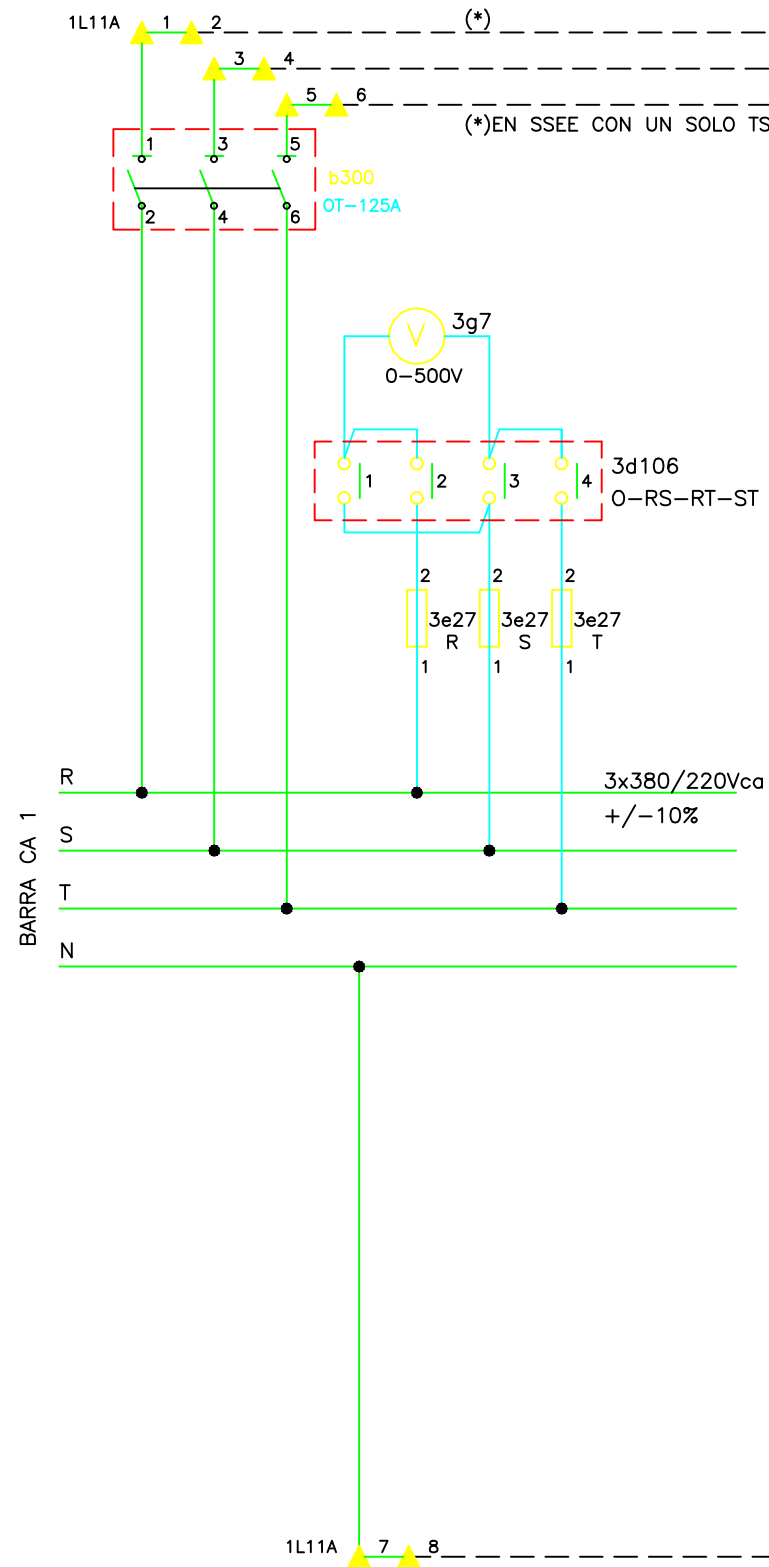 1L11A 1 2 (*)
3 4
5 6
(*)EN SSEE CON UN SOLO TS
1 3 5
b300
OT-125A
2 4 6
V 3g7
0-500V
1 2 3 4
3d106
O-RS-RT-ST
2 2 2
3e27 3e27 3e27
R S T
1 1 1
R 3x380/220Vca
+/-10%
S
T
N
BARRA CA 1
1L11A 7 8